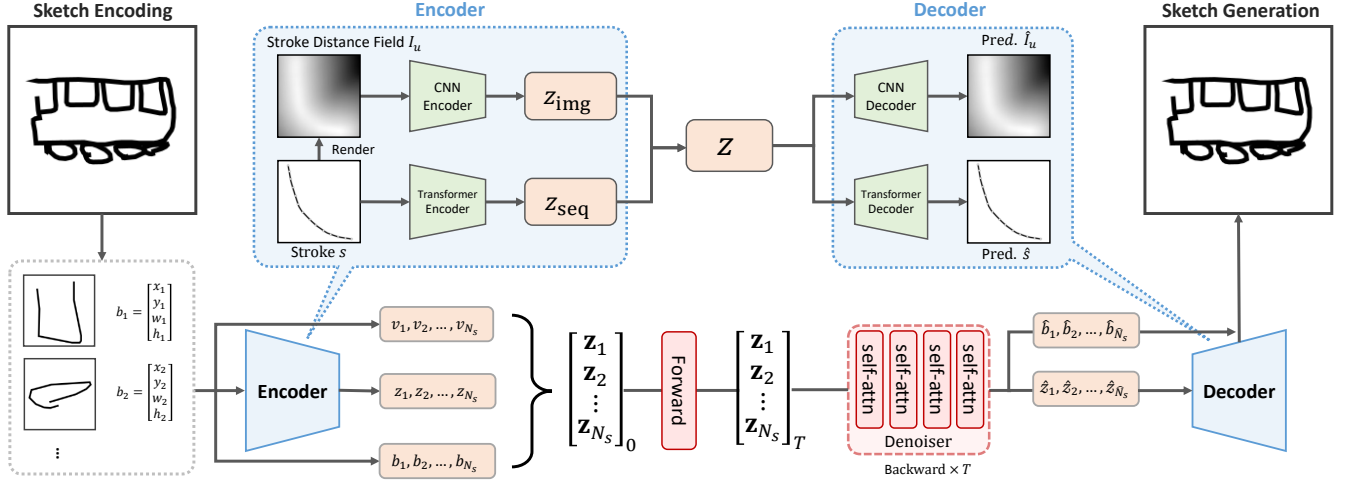 Sketch Encoding
Encoder
Decoder
Sketch Generation
Stroke Distance Field I_u
CNN
Encoder
z_img
Render
Transformer
Encoder
z_seq
Stroke s
Z
CNN
Decoder
Pred. Î_u
Transformer
Decoder
Pred. ŝ
b_1 = [x_1 y_1 w_1 h_1]
b_2 = [x_2 y_2 w_2 h_2]
⋮
Encoder
v_1, v_2, …, v_{N_s}
z_1, z_2, …, z_{N_s}
b_1, b_2, …, b_{N_s}
[z_1 z_2 ⋮ z_{N_s}]_0
Forward
[z_1 z_2 ⋮ z_{N_s}]_T
self-attn
self-attn
self-attn
self-attn
Denoiser
Backward × T
b̂_1, b̂_2, …, b̂_{N̂_s}
ẑ_1, ẑ_2, …, ẑ_{N̂_s}
Decoder